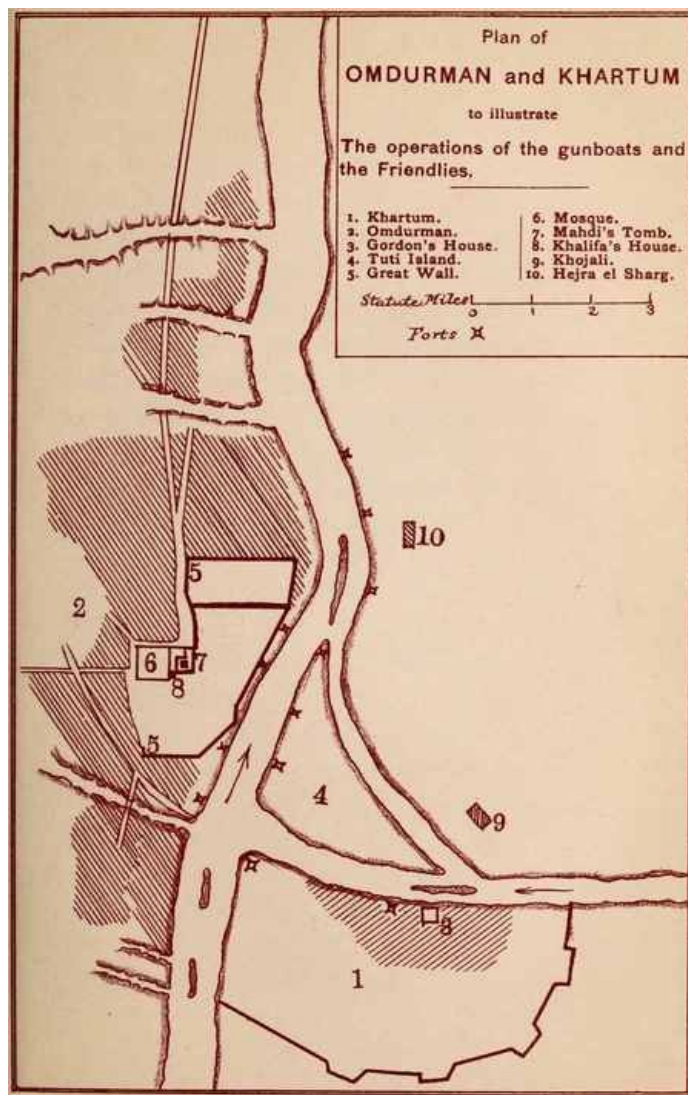 Plan of
OMDURMAN and KHARTUM
to illustrate
The operations of the gunboats and
the Friendlies.
1. Khartum.
2. Omdurman.
3. Gordon's House.
4. Tuti Island.
5. Great Wall.
6. Mosque.
7. Mahdi's Tomb.
8. Khalifa's House.
9. Khojali.
10. Hejra el Sharg.
Statute Miles
0 1 2 3
Forts
10
5
2
6 7
8
5
4
9
3
1